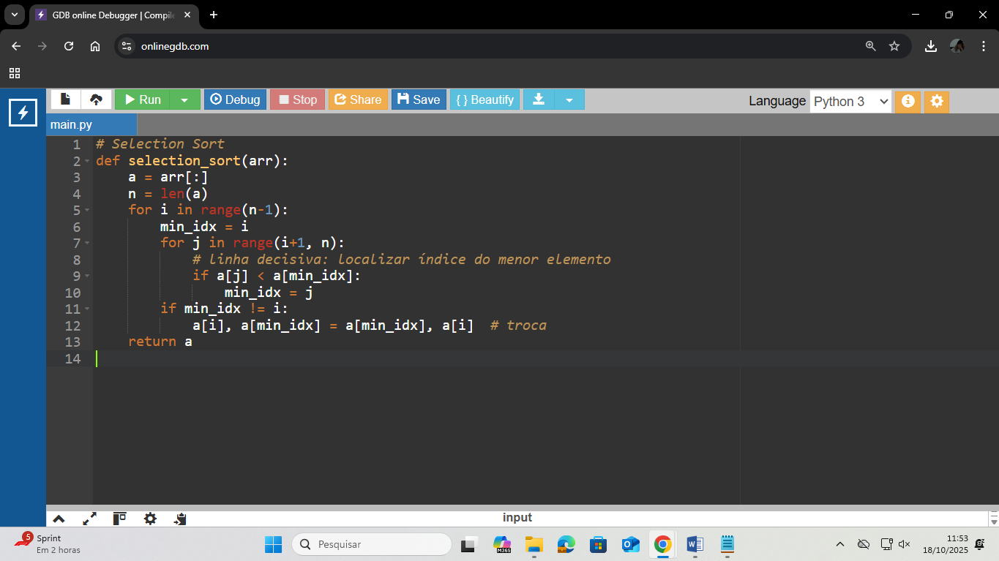 GDB online Debugger | Compile
onlinegdb.com
Run Debug Stop Share Save { } Beautify Language Python 3
main.py
1 # Selection Sort
2 def selection_sort(arr):
3     a = arr[:]
4     n = len(a)
5     for i in range(n-1):
6         min_idx = i
7         for j in range(i+1, n):
8             # linha decisiva: localizar índice do menor elemento
9             if a[j] < a[min_idx]:
10                 min_idx = j
11         if min_idx != i:
12             a[i], a[min_idx] = a[min_idx], a[i]  # troca
13     return a
14
input
5 Sprint
Em 2 horas
Pesquisar
M365
11:53
18/10/2025